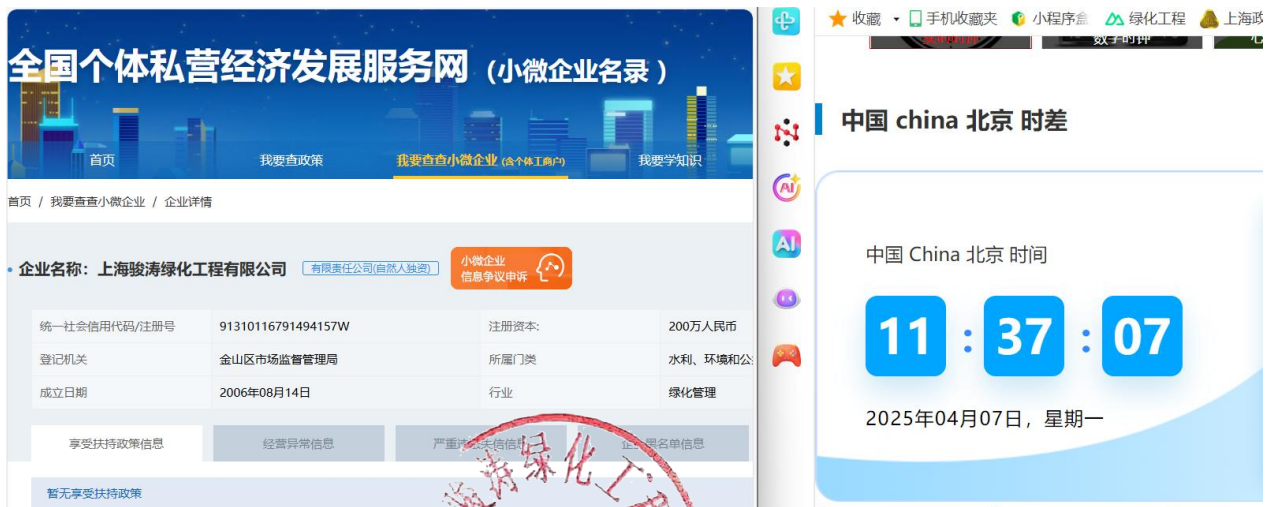 全国个体私营经济发展服务网 (小微企业名录 )
首页
我要查政策
我要查查小微企业 (含个体工商户)
我要学知识
首页 / 我要查查小微企业 / 企业详情
企业名称: 上海骏涛绿化工程有限公司
有限责任公司(自然人独资)
小微企业
信息争议申诉
统一社会信用代码/注册号 91310116791494157W 注册资本: 200万人民币
登记机关 金山区市场监督管理局 所属门类 水利、环境和公
成立日期 2006年08月14日 行业 绿化管理
享受扶持政策信息
经营异常信息
暂无享受扶持政策
涛绿化工
AI
AI
收藏
手机收藏夹
小程序盒
绿化工程
上海政
数字时钟
中国 china 北京 时差
中国 China 北京 时间
11 : 37 : 07
2025年04月07日，星期一